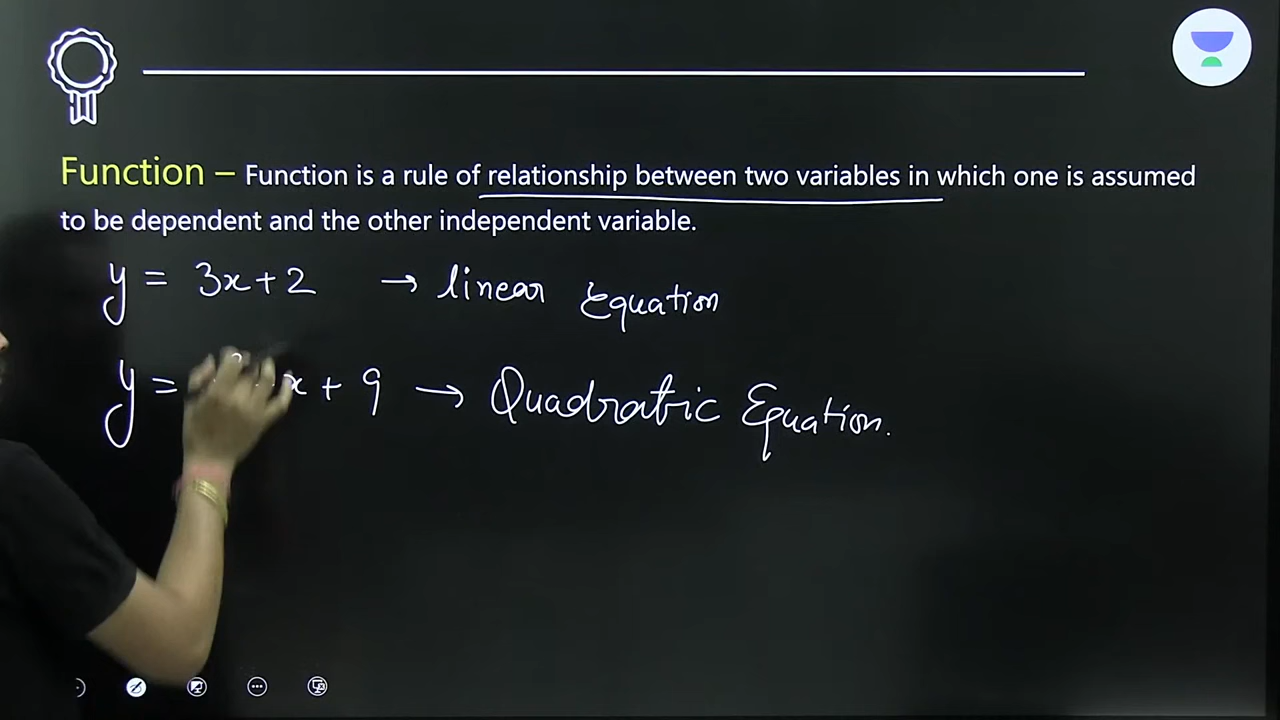 Function – Function is a rule of relationship between two variables in which one is assumed
to be dependent and the other independent variable.
y = 3x+2 → linear Equation
y = x + 9 → Quadratic Equation.